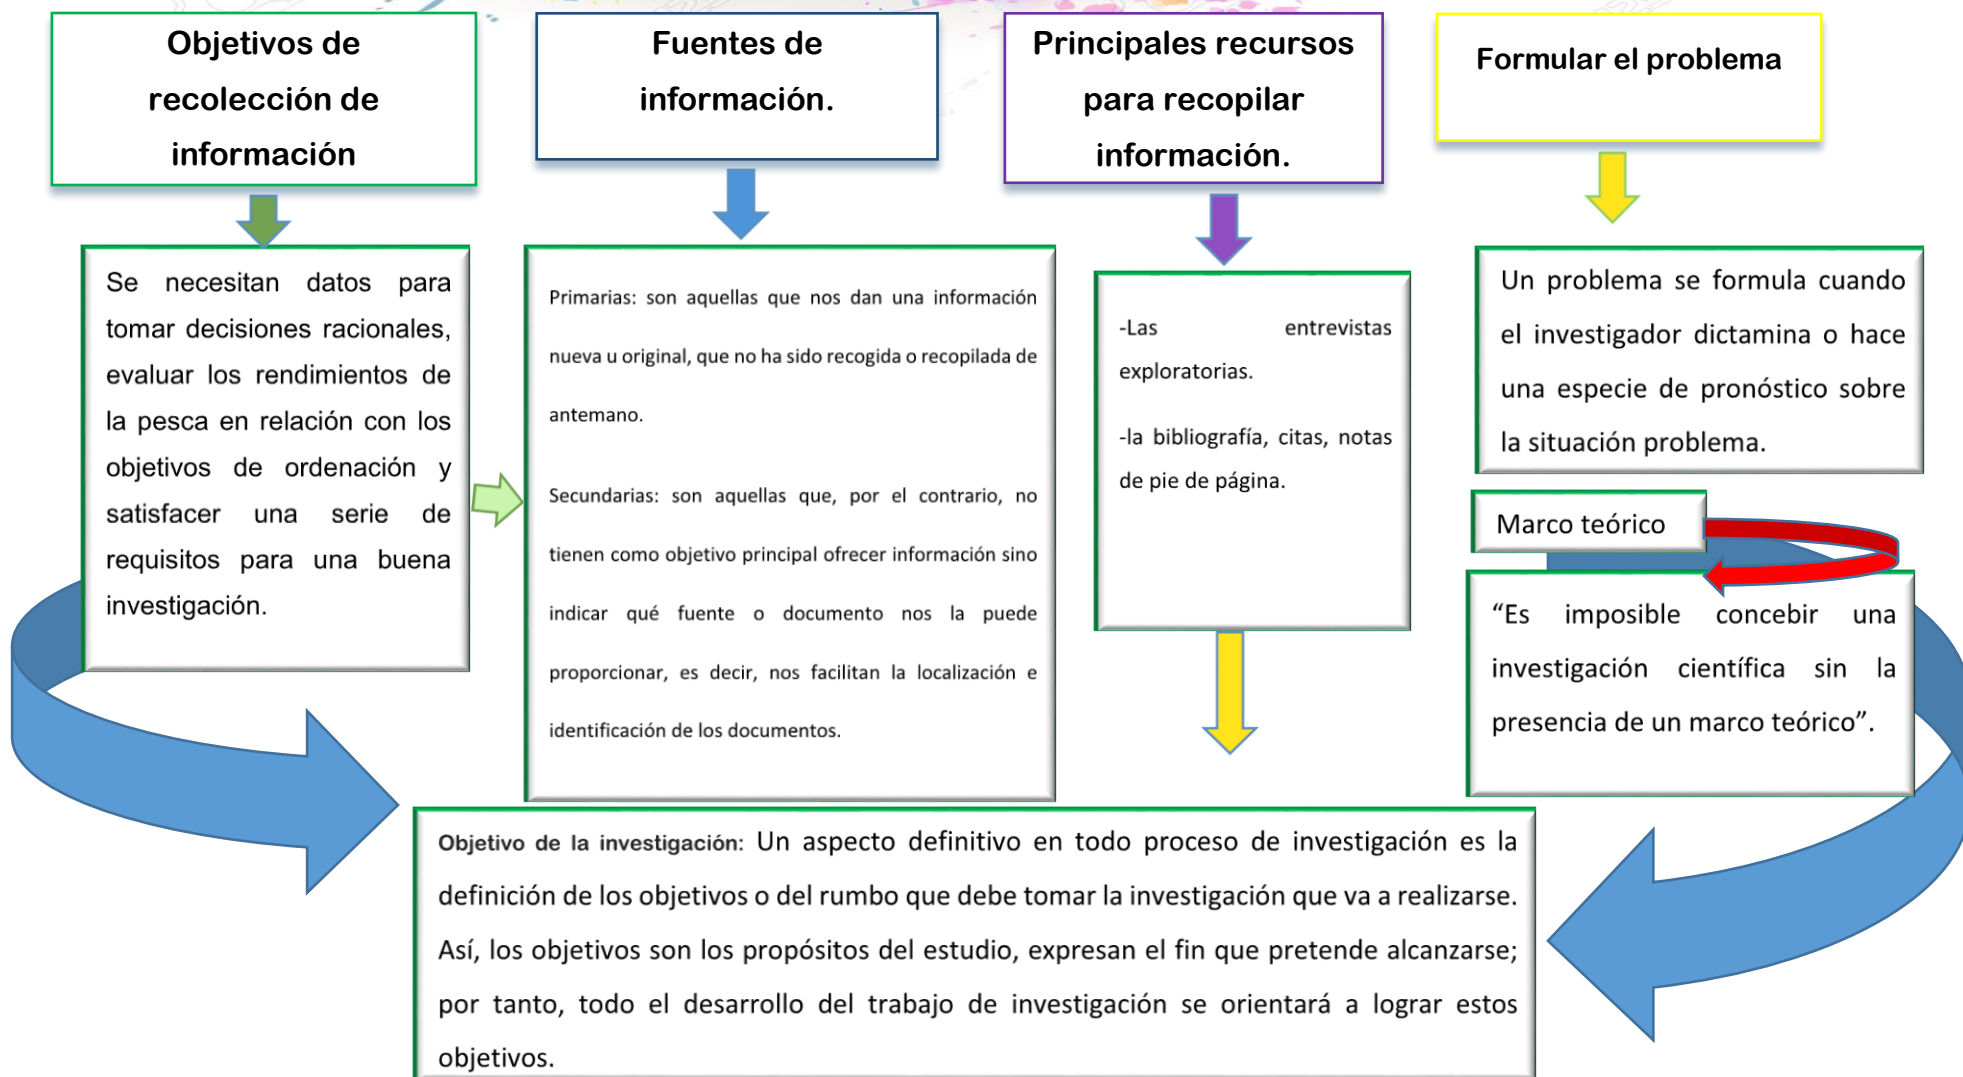 Objetivos de
recolección de
información
Fuentes de
información.
Principales recursos
para recopilar
información.
Formular el problema
Se necesitan datos para
tomar decisiones racionales,
evaluar los rendimientos de
la pesca en relación con los
objetivos de ordenación y
satisfacer una serie de
requisitos para una buena
investigación.
Primarias: son aquellas que nos dan una información
nueva u original, que no ha sido recogida o recopilada de
antemano.
Secundarias: son aquellas que, por el contrario, no
tienen como objetivo principal ofrecer información sino
indicar qué fuente o documento nos la puede
proporcionar, es decir, nos facilitan la localización e
identificación de los documentos.
-Las entrevistas
exploratorias.
-la bibliografía, citas, notas
de pie de página.
Un problema se formula cuando
el investigador dictamina o hace
una especie de pronóstico sobre
la situación problema.
Marco teórico
“Es imposible concebir una
investigación científica sin la
presencia de un marco teórico”.
Objetivo de la investigación: Un aspecto definitivo en todo proceso de investigación es la
definición de los objetivos o del rumbo que debe tomar la investigación que va a realizarse.
Así, los objetivos son los propósitos del estudio, expresan el fin que pretende alcanzarse;
por tanto, todo el desarrollo del trabajo de investigación se orientará a lograr estos
objetivos.